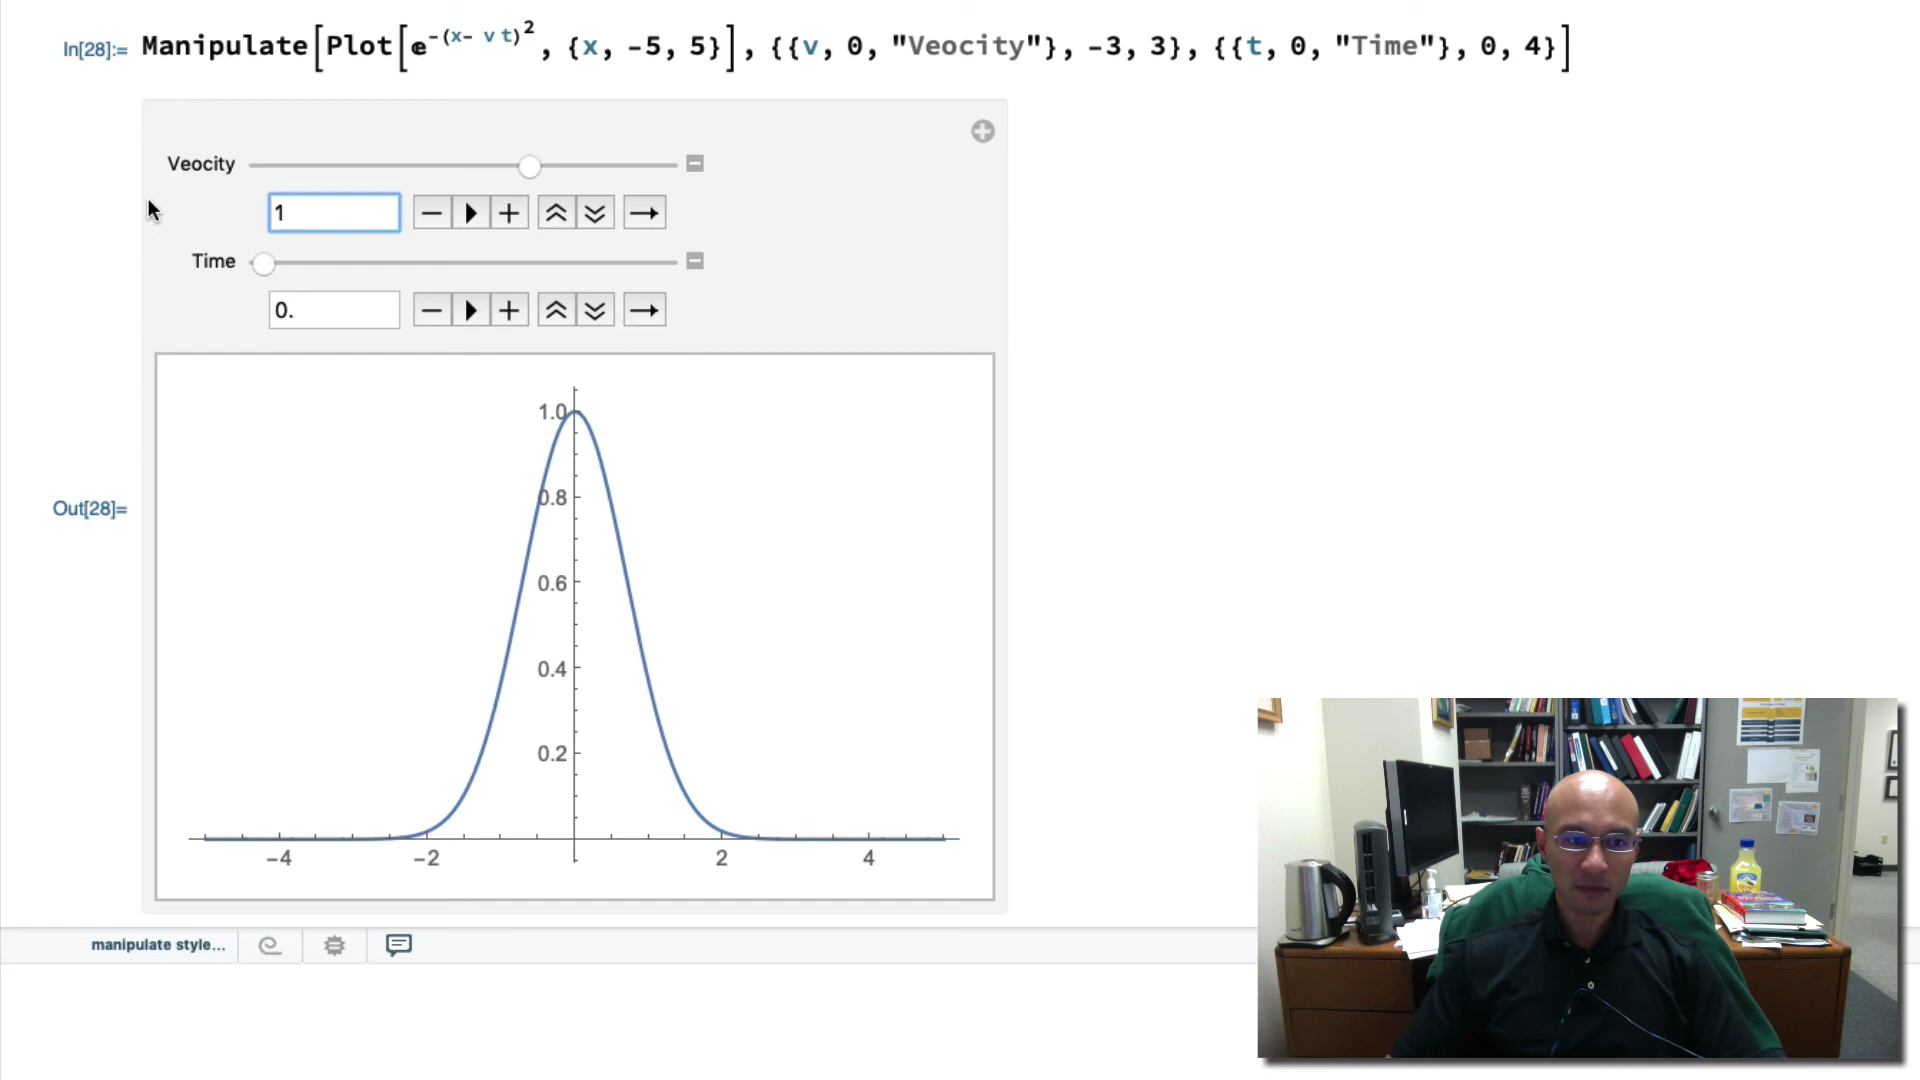 In[28]:= Manipulate[Plot[e^-(x- v t)^2, {x, -5, 5}], {{v, 0, "Veocity"}, -3, 3}, {{t, 0, "Time"}, 0, 4}]
Veocity
1
Time
0.
1.0
0.8
Out[28]=
0.6
0.4
0.2
-4 -2 2 4
manipulate style...